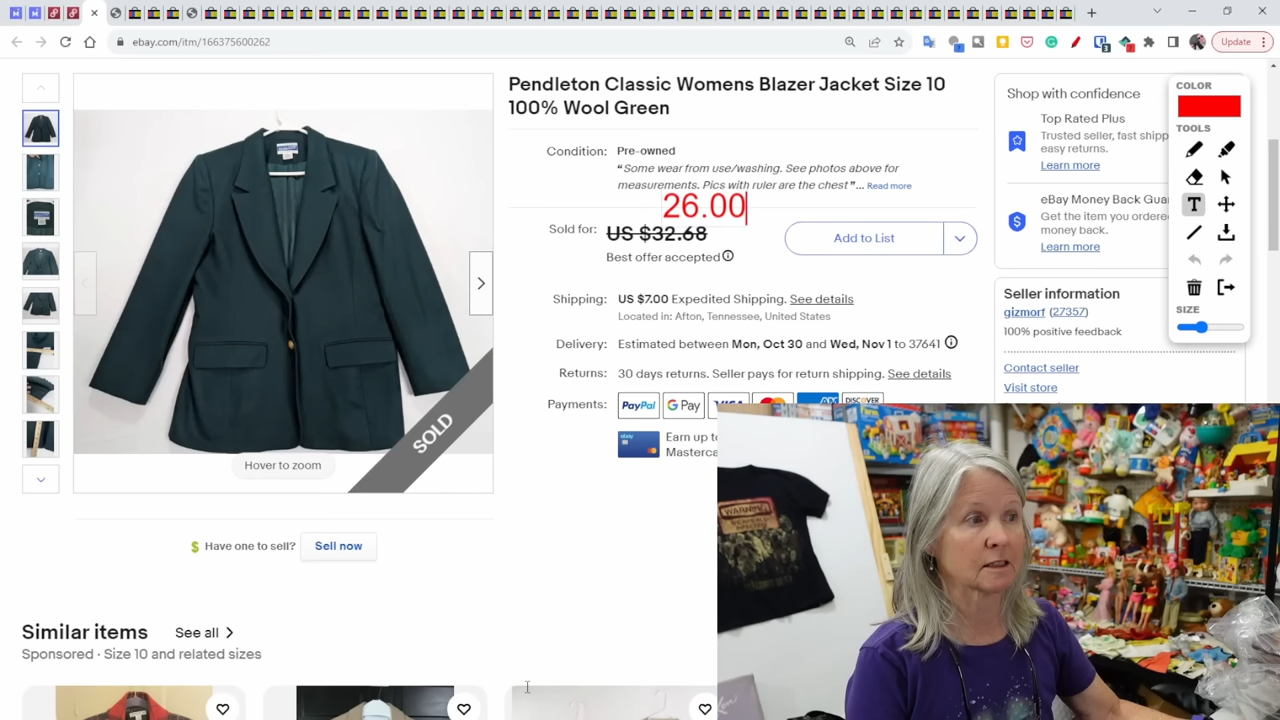 ebay.com/itm/166375600262
Update
Pendleton Classic Womens Blazer Jacket Size 10
100% Wool Green
Condition: Pre-owned
"Some wear from use/washing. See photos above for
measurements. Pics with ruler are the chest"... Read more
26.00
Sold for: US $32.68
Best offer accepted
Add to List
Shipping: US $7.00 Expedited Shipping. See details
Located in: Afton, Tennessee, United States
Delivery: Estimated between Mon, Oct 30 and Wed, Nov 1 to 37641
Returns: 30 days returns. Seller pays for return shipping. See details
Payments: PayPal G Pay VISA DISCOVER
Earn up to
Masterca
SOLD
Hover to zoom
Have one to sell? Sell now
Similar items See all
Sponsored · Size 10 and related sizes
Shop with confidence
Top Rated Plus
Trusted seller, fast shipp
easy returns.
Learn more
eBay Money Back Gua
Get the item you ordere
money back.
Learn more
Seller information
gizmorf (27357)
100% positive feedback
Contact seller
Visit store
COLOR
TOOLS
T
SIZE
WARNING